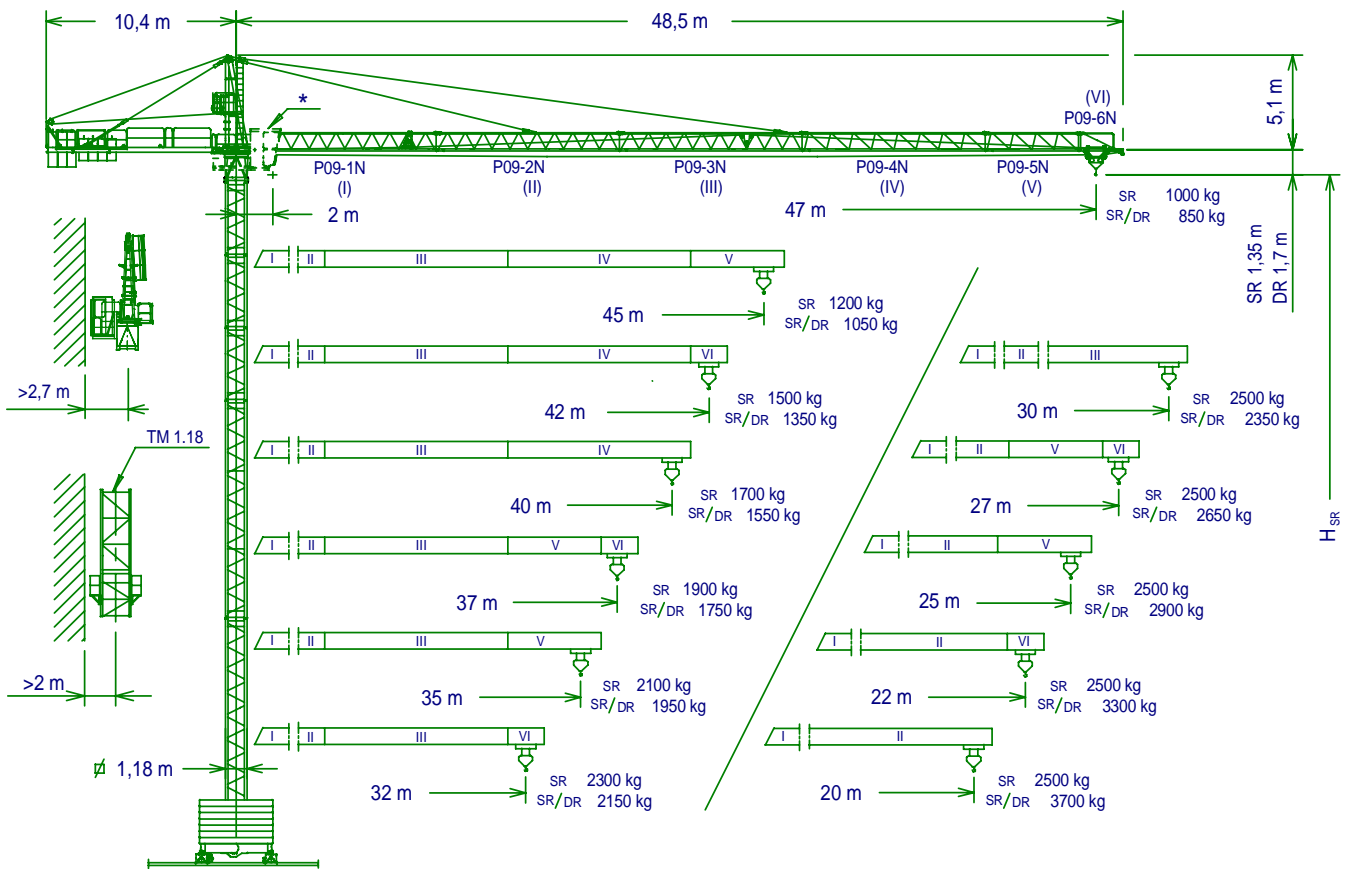 10,4 m
48,5 m
*
(VI)
P09-6N
5,1 m
P09-1N
(I)
P09-2N
(II)
P09-3N
(III)
P09-4N
(IV)
P09-5N
(V)
2 m
47 m
SR 1000 kg
SR/DR 850 kg
SR 1,35 m
DR 1,7 m
HSR
I II III IV V
45 m
SR 1200 kg
SR/DR 1050 kg
I II III IV VI
42 m
SR 1500 kg
SR/DR 1350 kg
I II III IV
40 m
SR 1700 kg
SR/DR 1550 kg
I II III V VI
37 m
SR 1900 kg
SR/DR 1750 kg
I II III V
35 m
SR 2100 kg
SR/DR 1950 kg
I II III VI
32 m
SR 2300 kg
SR/DR 2150 kg
I II III
30 m
SR 2500 kg
SR/DR 2350 kg
I II V VI
27 m
SR 2500 kg
SR/DR 2650 kg
I II V
25 m
SR 2500 kg
SR/DR 2900 kg
I II VI
22 m
SR 2500 kg
SR/DR 3300 kg
I II
20 m
SR 2500 kg
SR/DR 3700 kg
>2,7 m
TM 1.18
>2 m
1,18 m